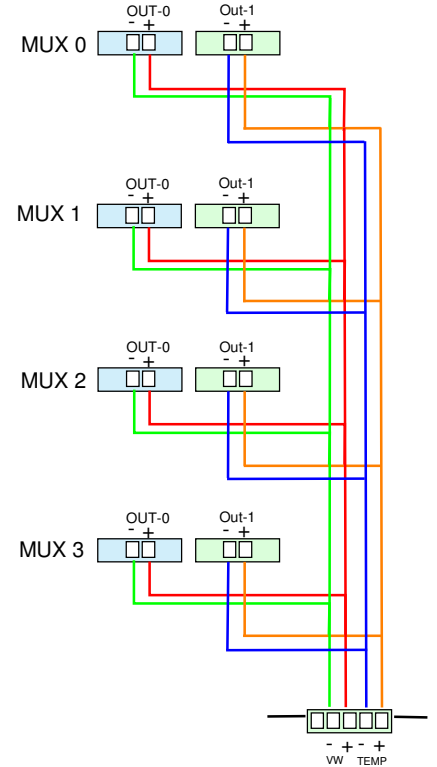 OUT-0 Out-1
- + - +
MUX 0
OUT-0 Out-1
- + - +
MUX 1
OUT-0 Out-1
- + - +
MUX 2
OUT-0 Out-1
- + - +
MUX 3
- + - +
VW TEMP